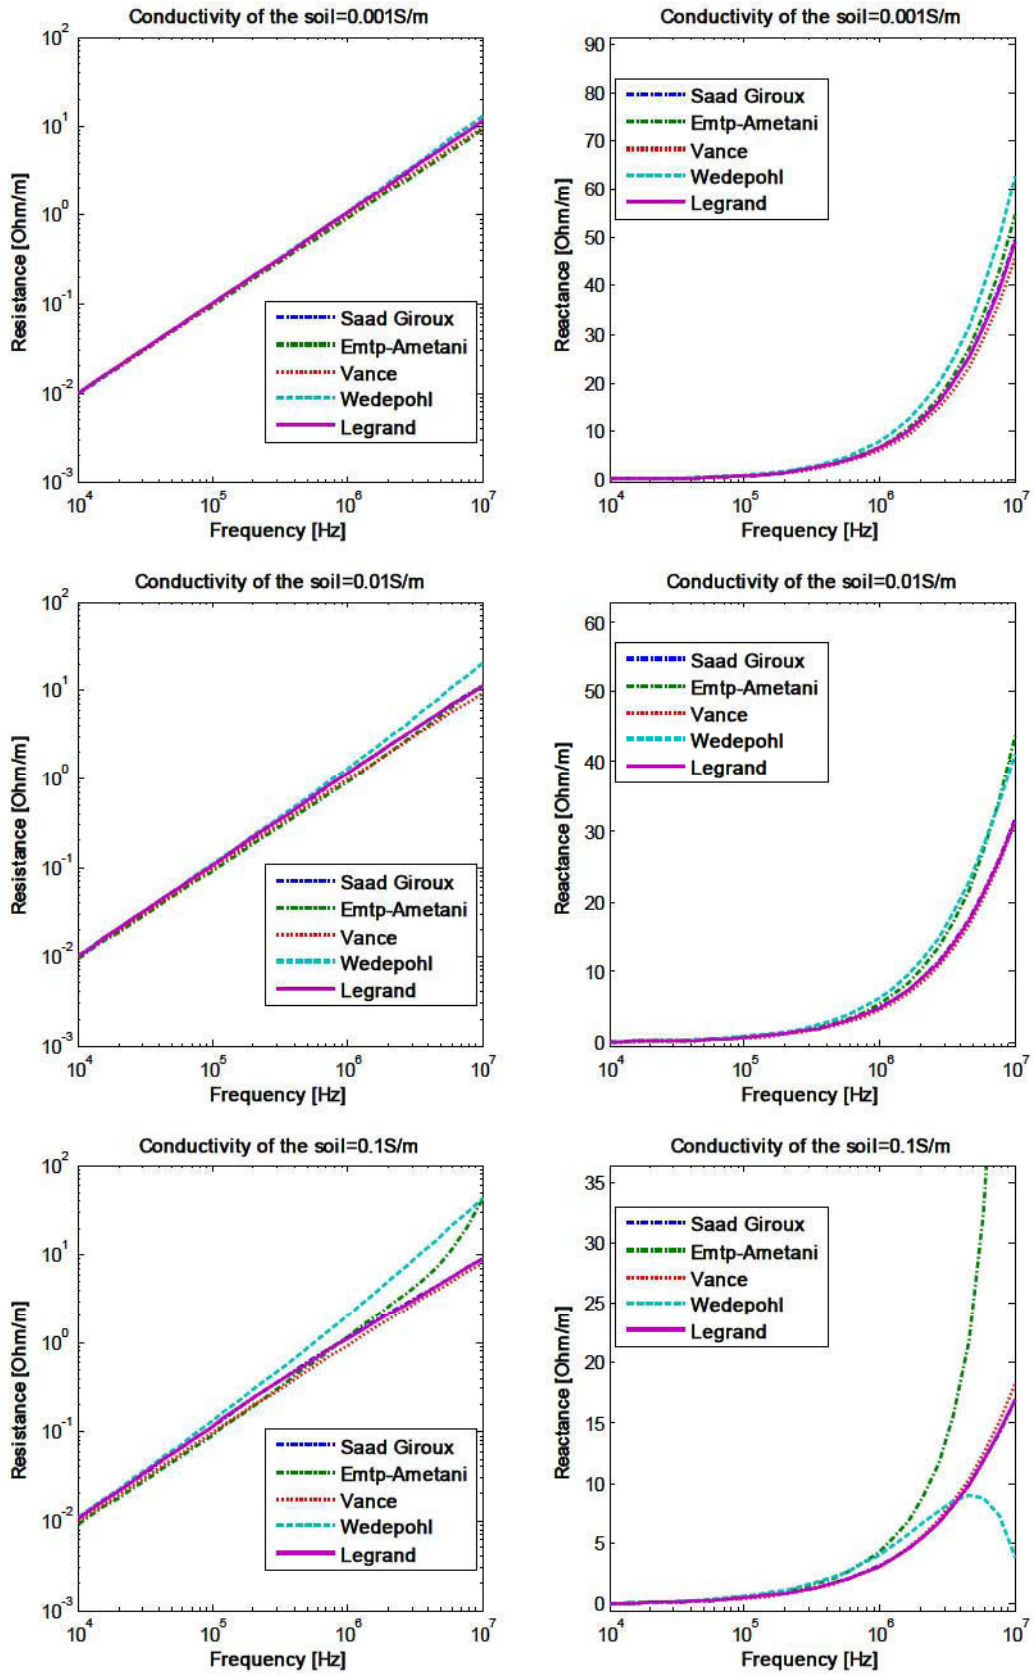 Conductivity of the soil=0.001S/m
Resistance [Ohm/m]
10^2
10^1
10^0
10^-1
10^-2
10^-3
Saad Giroux
Emtp-Ametani
Vance
Wedepohl
Legrand
10^4 10^5 10^6 10^7
Frequency [Hz]
Conductivity of the soil=0.001S/m
Reactance [Ohm/m]
90
80
70
60
50
40
30
20
10
0
Saad Giroux
Emtp-Ametani
Vance
Wedepohl
Legrand
10^4 10^5 10^6 10^7
Frequency [Hz]
Conductivity of the soil=0.01S/m
Resistance [Ohm/m]
10^2
10^1
10^0
10^-1
10^-2
10^-3
Saad Giroux
Emtp-Ametani
Vance
Wedepohl
Legrand
10^4 10^5 10^6 10^7
Frequency [Hz]
Conductivity of the soil=0.01S/m
Reactance [Ohm/m]
60
50
40
30
20
10
0
Saad Giroux
Emtp-Ametani
Vance
Wedepohl
Legrand
10^4 10^5 10^6 10^7
Frequency [Hz]
Conductivity of the soil=0.1S/m
Resistance [Ohm/m]
10^2
10^1
10^0
10^-1
10^-2
10^-3
Saad Giroux
Emtp-Ametani
Vance
Wedepohl
Legrand
10^4 10^5 10^6 10^7
Frequency [Hz]
Conductivity of the soil=0.1S/m
Reactance [Ohm/m]
35
30
25
20
15
10
5
0
Saad Giroux
Emtp-Ametani
Vance
Wedepohl
Legrand
10^4 10^5 10^6 10^7
Frequency [Hz]